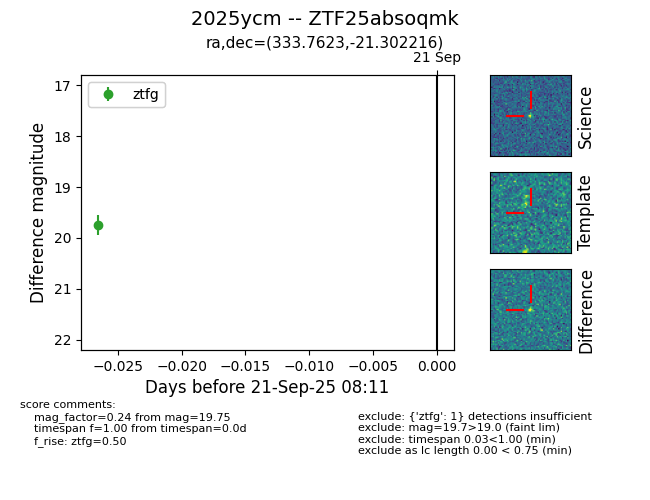 2025ycm -- ZTF25absoqmk
ra,dec=(333.7623,-21.302216)
21 Sep
ztfg
17
18
19
20
21
22
Difference magnitude
−0.025
−0.020
−0.015
−0.010
−0.005
0.000
Days before 21-Sep-25 08:11
Science
Template
Difference
score comments:
mag_factor=0.24 from mag=19.75
timespan f=1.00 from timespan=0.0d
f_rise: ztfg=0.50
exclude: {'ztfg': 1} detections insufficient
exclude: mag=19.7>19.0 (faint lim)
exclude: timespan 0.03<1.00 (min)
exclude as lc length 0.00 < 0.75 (min)